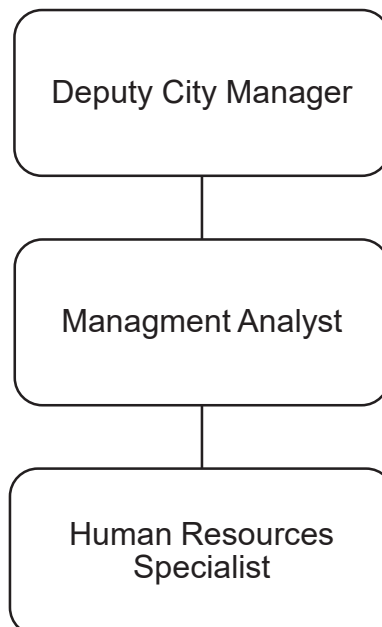 Deputy City Manager
Managment Analyst
Human Resources
Specialist